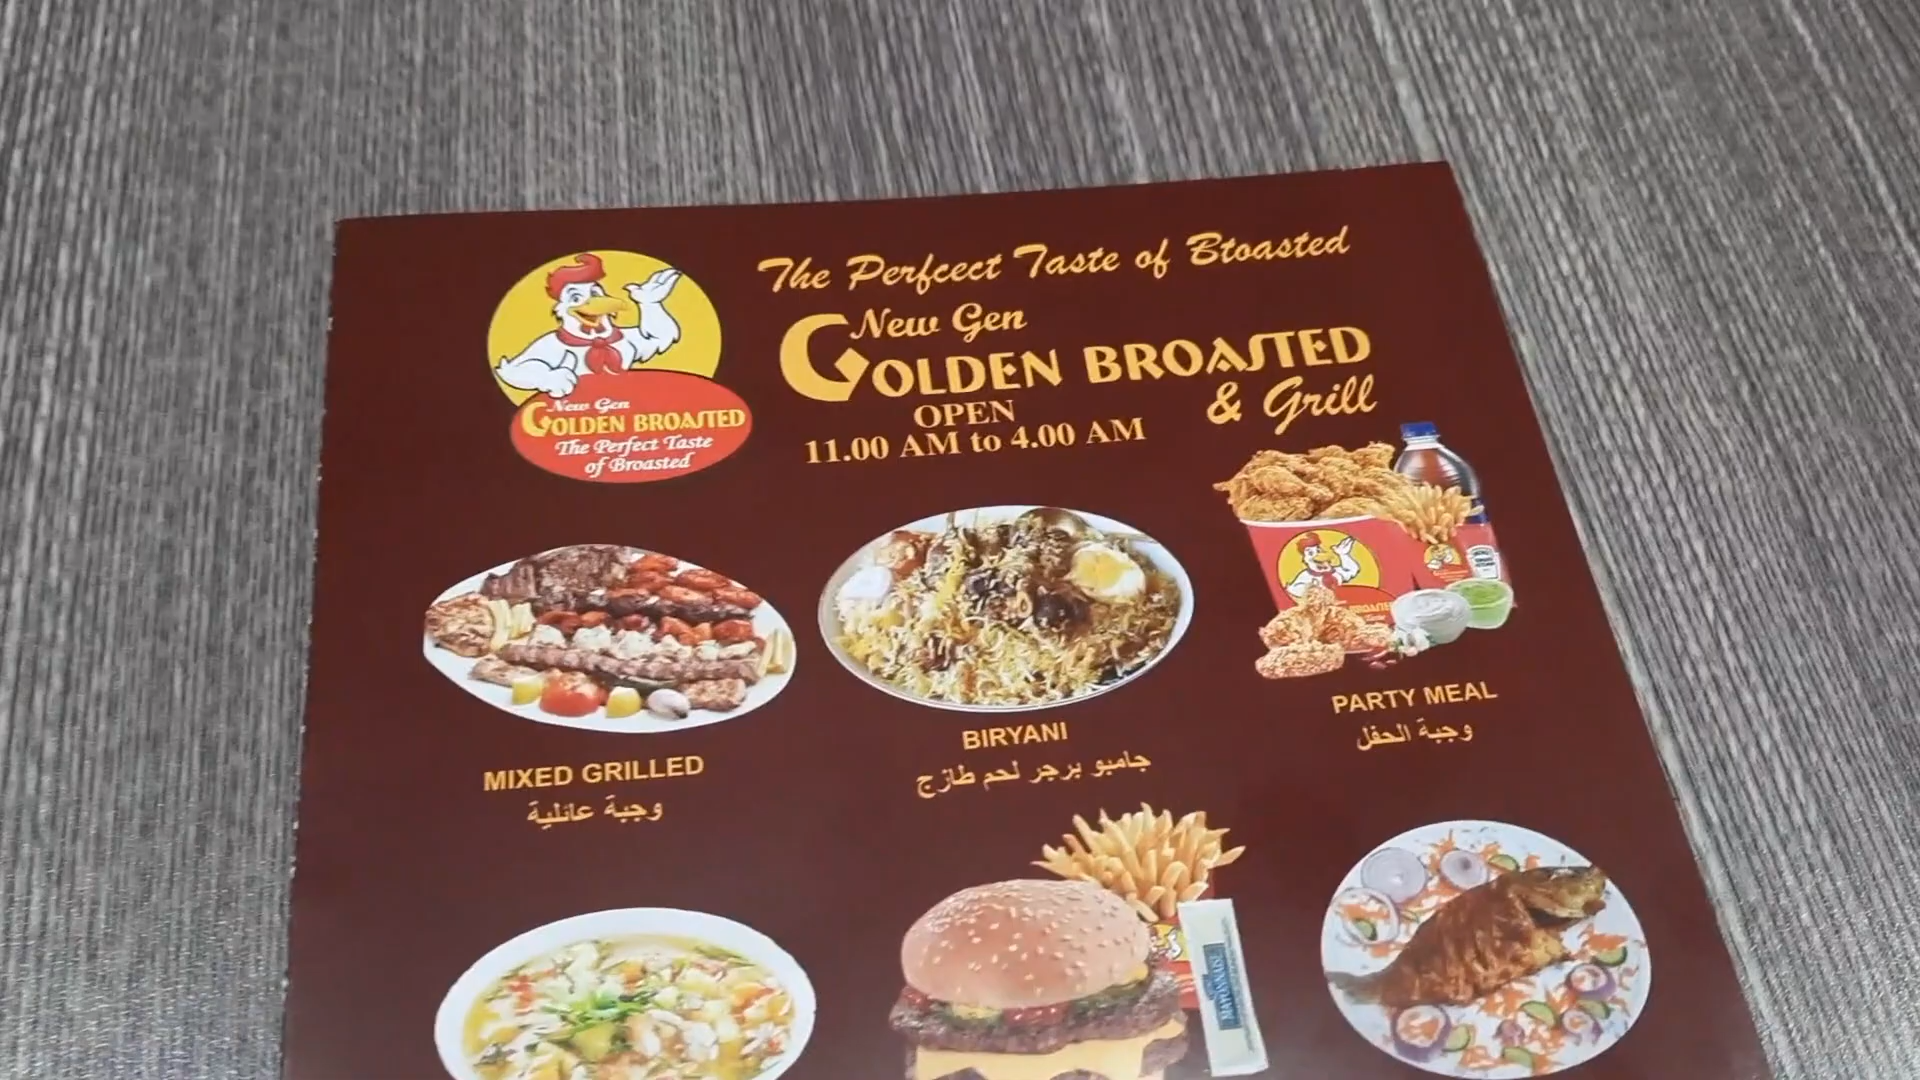 The Perfcect Taste of Btoasted
New Gen
GOLDEN BROASTED
& Grill
OPEN
11.00 AM to 4.00 AM
New Gen
GOLDEN BROASTED
The Perfect Taste
of Broasted
MIXED GRILLED
وجبة عائلية
BIRYANI
جامبو برجر لحم طازج
PARTY MEAL
وجبة الحفل
MAYONNAISE